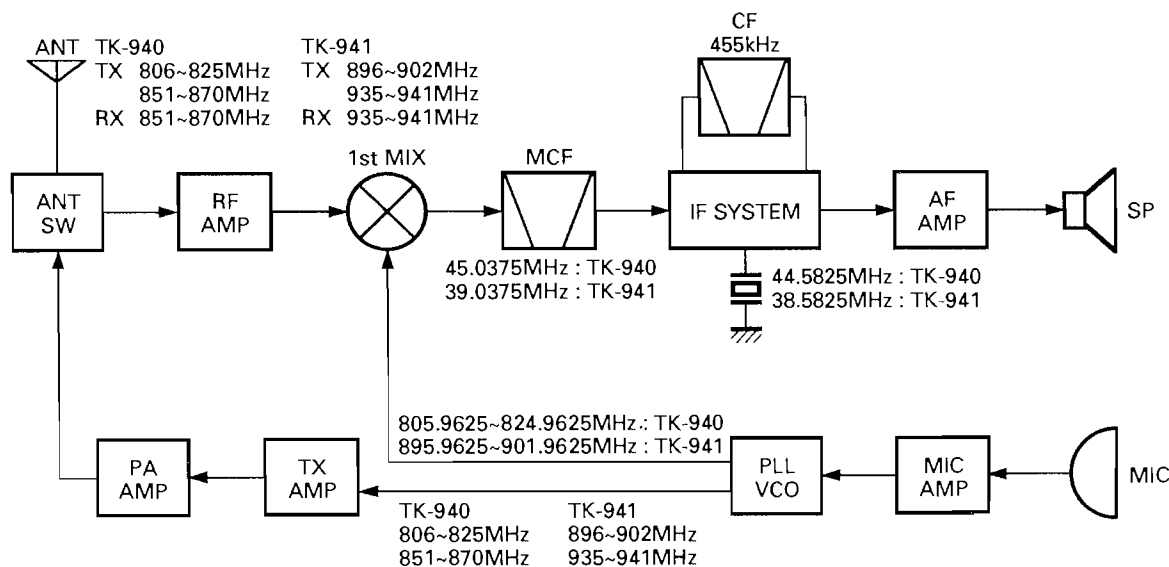 ANT
TK-940
TX 806~825MHz
851~870MHz
RX 851~870MHz
TK-941
TX 896~902MHz
935~941MHz
RX 935~941MHz
CF
455kHz
1st MIX
MCF
ANT
SW
RF
AMP
IF SYSTEM
AF
AMP
SP
45.0375MHz : TK-940
39.0375MHz : TK-941
44.5825MHz : TK-940
38.5825MHz : TK-941
805.9625~824.9625MHz : TK-940
895.9625~901.9625MHz : TK-941
PA
AMP
TX
AMP
PLL
VCO
MIC
AMP
MIC
TK-940
806~825MHz
851~870MHz
TK-941
896~902MHz
935~941MHz